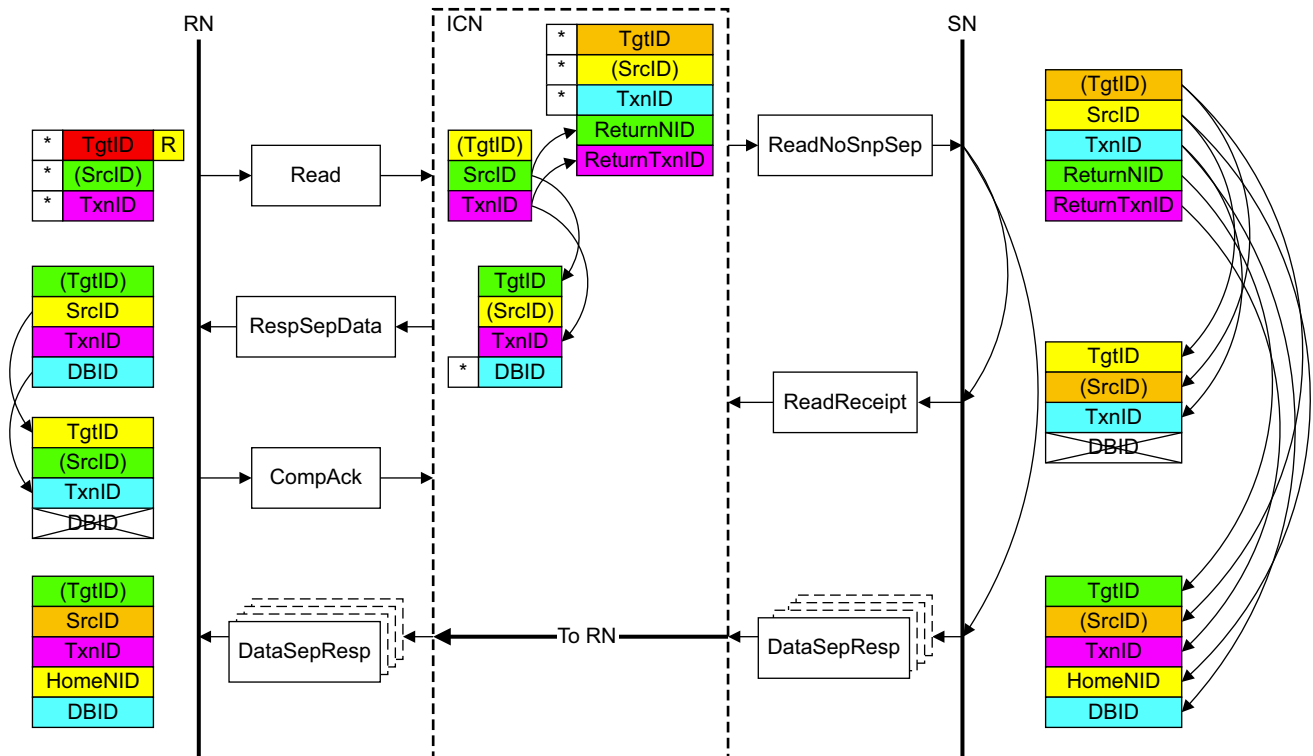 RN
ICN
SN
* TgtID
* (SrcID)
* TxnID
ReturnNID
ReturnTxnID
* TgtID R
* (SrcID)
* TxnID
Read
(TgtID)
SrcID
TxnID
ReadNoSnpSep
(TgtID)
SrcID
TxnID
ReturnNID
ReturnTxnID
(TgtID)
SrcID
TxnID
DBID
RespSepData
TgtID
(SrcID)
TxnID
* DBID
ReadReceipt
TgtID
(SrcID)
TxnID
DBID
TgtID
(SrcID)
TxnID
DBID
CompAck
(TgtID)
SrcID
TxnID
HomeNID
DBID
DataSepResp
To RN
DataSepResp
TgtID
(SrcID)
TxnID
HomeNID
DBID